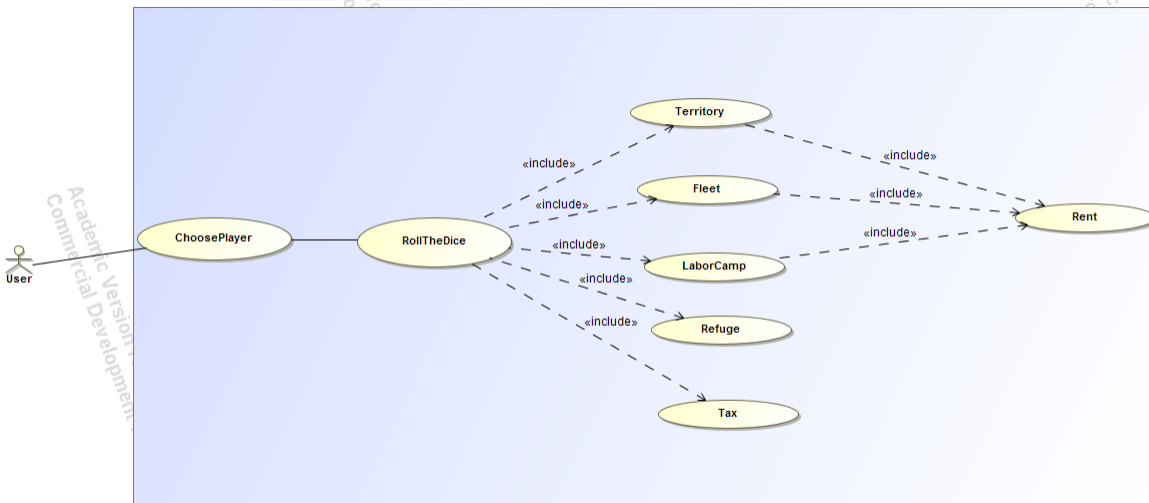 Territory
«include»
«include»
Fleet
«include»
«include»
Rent
ChoosePlayer
RollTheDice
«include»
«include»
LaborCamp
User
«include»
Refuge
«include»
Tax
Academic Version
Commercial Development